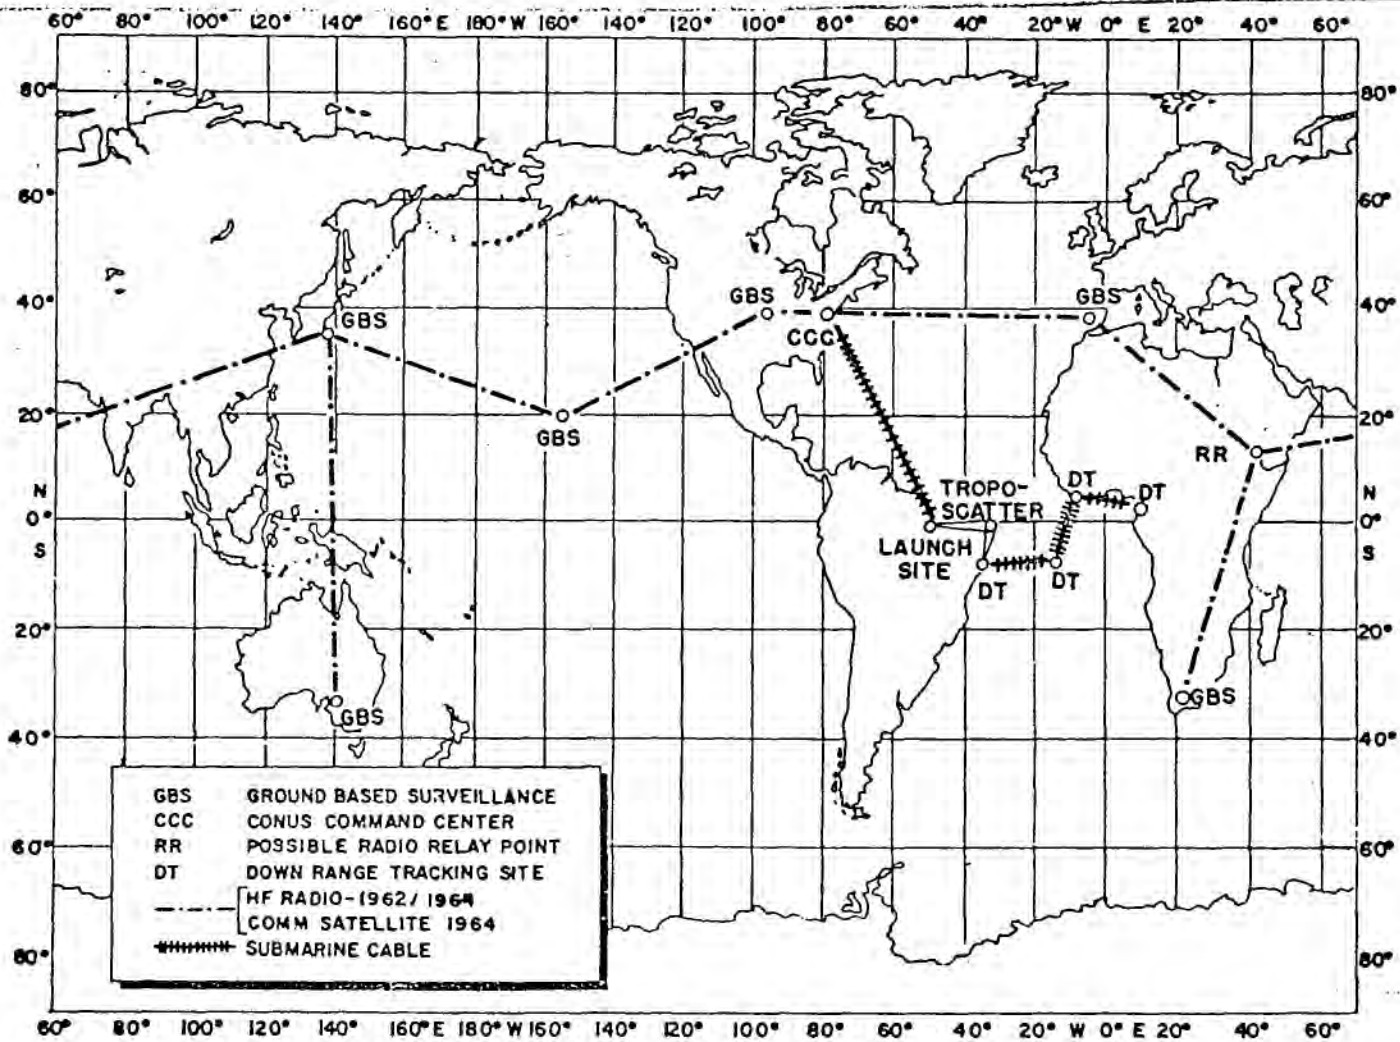 60° 80° 100° 120° 140° 160° E 180° W 160° 140° 120° 100° 80° 60° 40° 20° W 0° E 20° 40° 60°
80° 80°
60° 60°
40° GBS GBS GBS 40°
CCC
20° GBS 20°
RR
N DT DT N
0° TROPO- 0°
SCATTER
S LAUNCH S
SITE DT DT
20° 20°
GBS GBS
40° 40°
GBS GROUND BASED SURVEILLANCE
CCC CONUS COMMAND CENTER
60° RR POSSIBLE RADIO RELAY POINT 60°
DT DOWN RANGE TRACKING SITE
HF RADIO-1962/1964
COMM SATELLITE 1964
SUBMARINE CABLE
80° 80°
60° 80° 100° 120° 140° 160° E 180° W 160° 140° 120° 100° 80° 60° 40° 20° W 0° E 20° 40° 60°